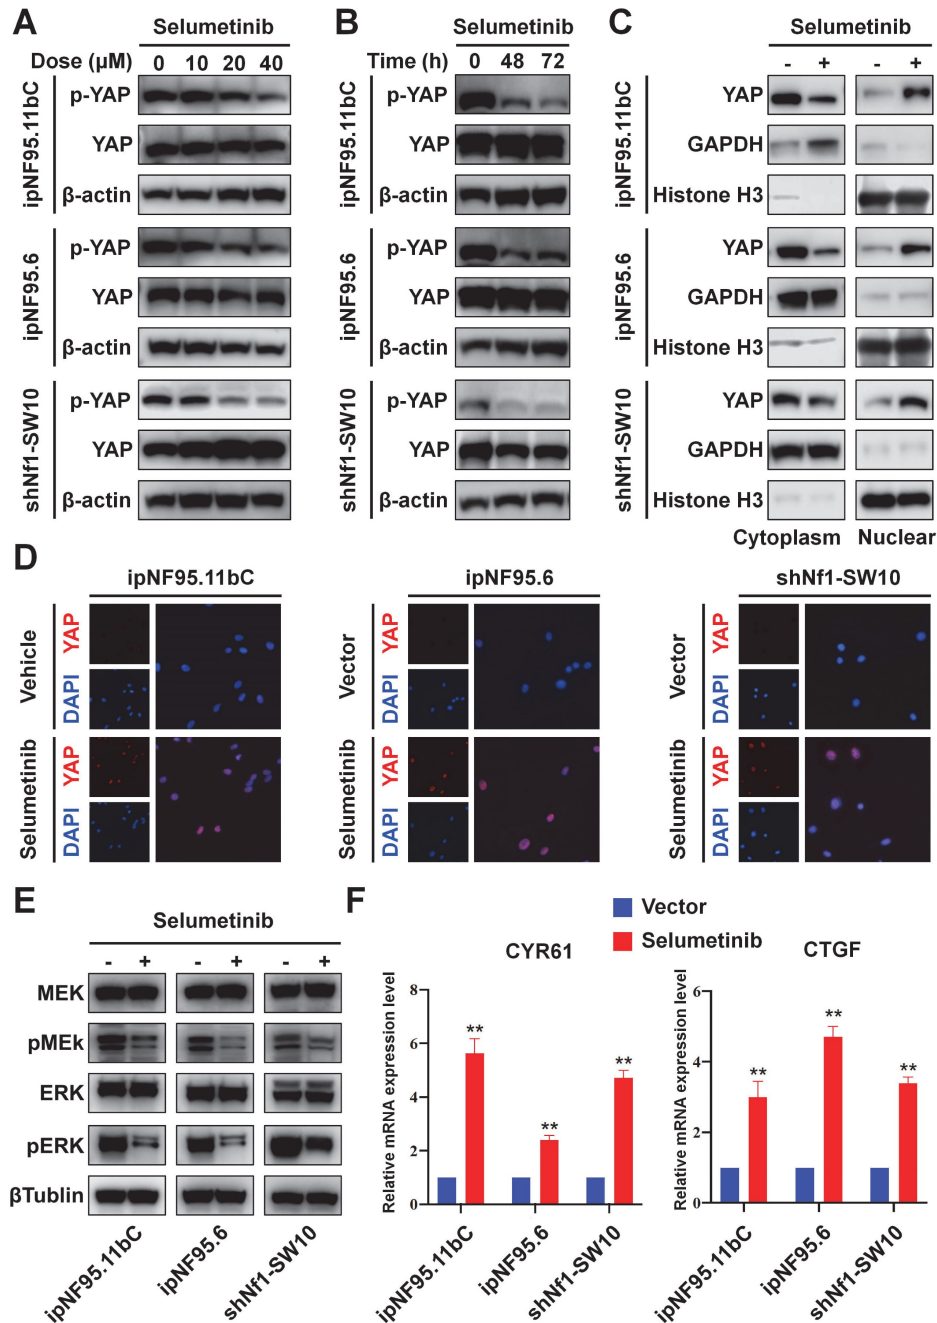 A
Selumetinib
Dose (μM) 0 10 20 40
ipNF95.11bC
p-YAP
YAP
β-actin
ipNF95.6
p-YAP
YAP
β-actin
shNf1-SW10
p-YAP
YAP
β-actin
B
Selumetinib
Time (h) 0 48 72
ipNF95.11bC
p-YAP
YAP
β-actin
ipNF95.6
p-YAP
YAP
β-actin
shNf1-SW10
p-YAP
YAP
β-actin
C
Selumetinib
- + - +
ipNF95.11bC
YAP
GAPDH
Histone H3
ipNF95.6
YAP
GAPDH
Histone H3
shNf1-SW10
YAP
GAPDH
Histone H3
Cytoplasm Nuclear
D
ipNF95.11bC
Vehicle
DAPI YAP
Selumetinib
DAPI YAP
ipNF95.6
Vector
DAPI YAP
Selumetinib
DAPI YAP
shNf1-SW10
Vector
DAPI YAP
Selumetinib
DAPI YAP
E
Selumetinib
- + - + - +
MEK
pMEk
ERK
pERK
βTublin
ipNF95.11bC
ipNF95.6
shNf1-SW10
F
Vector
Selumetinib
CYR61
Relative mRNA expression level
8
6
4
2
0
**
**
**
ipNF95.11bC
ipNF95.6
shNf1-SW10
CTGF
Relative mRNA expression level
6
4
2
0
**
**
**
ipNF95.11bC
ipNF95.6
shNf1-SW10